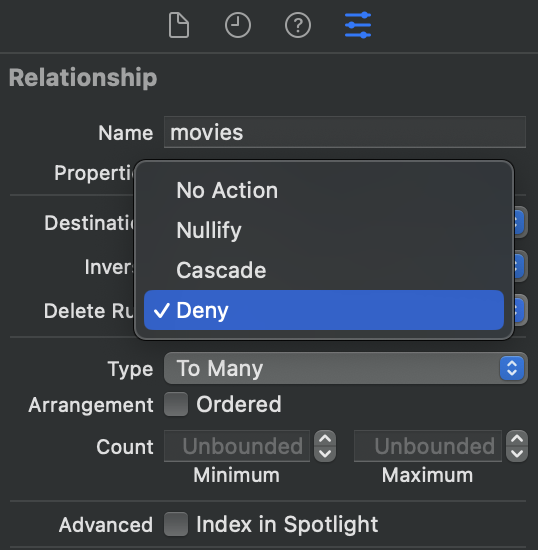 Relationship
Name movies
Properti
No Action
Destinatio
Nullify
Invers
Cascade
Delete Ru
Deny
Type To Many
Arrangement Ordered
Count Unbounded Unbounded
Minimum Maximum
Advanced Index in Spotlight